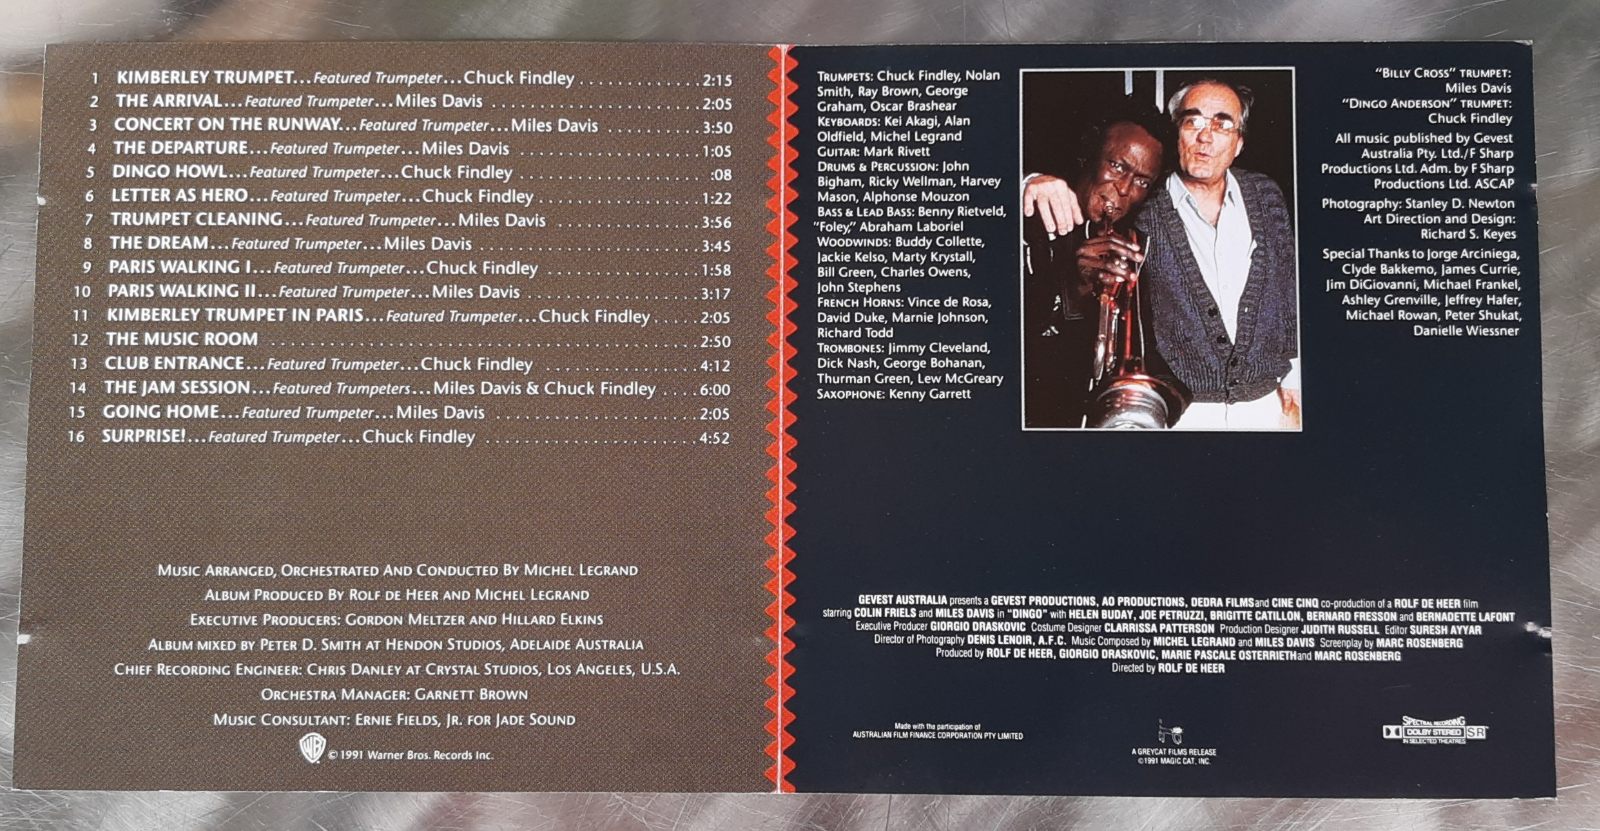 1 KIMBERLEY TRUMPET...Featured Trumpeter...Chuck Findley . . . . . . . . . . . . . 2:15
2 THE ARRIVAL...Featured Trumpeter...Miles Davis . . . . . . . . . . . . . . . . . . . . . . . 2:05
3 CONCERT ON THE RUNWAY...Featured Trumpeter...Miles Davis . . . . . . . . . . . 3:50
4 THE DEPARTURE...Featured Trumpeter...Miles Davis . . . . . . . . . . . . . . . . . . . . 1:05
5 DINGO HOWL...Featured Trumpeter...Chuck Findley . . . . . . . . . . . . . . . . . . . . :08
6 LETTER AS HERO...Featured Trumpeter...Chuck Findley . . . . . . . . . . . . . . . . . 1:22
7 TRUMPET CLEANING...Featured Trumpeter...Miles Davis . . . . . . . . . . . . . . . . 3:56
8 THE DREAM...Featured Trumpeter...Miles Davis . . . . . . . . . . . . . . . . . . . . . . . . 3:45
9 PARIS WALKING I...Featured Trumpeter...Chuck Findley . . . . . . . . . . . . . . . . . 1:58
10 PARIS WALKING II...Featured Trumpeter...Miles Davis . . . . . . . . . . . . . . . . . . 3:17
11 KIMBERLEY TRUMPET IN PARIS...Featured Trumpeter...Chuck Findley . . . . . 2:05
12 THE MUSIC ROOM . . . . . . . . . . . . . . . . . . . . . . . . . . . . . . . . . . . . . . . . . . . . 2:50
13 CLUB ENTRANCE...Featured Trumpeter...Chuck Findley . . . . . . . . . . . . . . . . . 4:12
14 THE JAM SESSION...Featured Trumpeters...Miles Davis & Chuck Findley . . . . 6:00
15 GOING HOME...Featured Trumpeter...Miles Davis . . . . . . . . . . . . . . . . . . . . . . 2:05
16 SURPRISE!...Featured Trumpeter...Chuck Findley . . . . . . . . . . . . . . . . . . . . . . . 4:52
MUSIC ARRANGED, ORCHESTRATED AND CONDUCTED BY MICHEL LEGRAND
ALBUM PRODUCED BY ROLF DE HEER AND MICHEL LEGRAND
EXECUTIVE PRODUCERS: GORDON MELTZER AND HILLARD ELKINS
ALBUM MIXED BY PETER D. SMITH AT HENDON STUDIOS, ADELAIDE AUSTRALIA
CHIEF RECORDING ENGINEER: CHRIS DANLEY AT CRYSTAL STUDIOS, LOS ANGELES, U.S.A.
ORCHESTRA MANAGER: GARNETT BROWN
MUSIC CONSULTANT: ERNIE FIELDS, JR. FOR JADE SOUND
WB © 1991 Warner Bros. Records Inc.
TRUMPETS: Chuck Findley, Nolan
Smith, Ray Brown, George
Graham, Oscar Brashear
KEYBOARDS: Kei Akagi, Alan
Oldfield, Michel Legrand
GUITAR: Mark Rivett
DRUMS & PERCUSSION: John
Bigham, Ricky Wellman, Harvey
Mason, Alphonse Mouzon
BASS & LEAD BASS: Benny Rietveld,
"Foley," Abraham Laboriel
WOODWINDS: Buddy Collette,
Jackie Kelso, Marty Krystall,
Bill Green, Charles Owens,
John Stephens
FRENCH HORNS: Vince de Rosa,
David Duke, Marnie Johnson,
Richard Todd
TROMBONES: Jimmy Cleveland,
Dick Nash, George Bohanan,
Thurman Green, Lew McGreary
SAXOPHONE: Kenny Garrett
"BILLY CROSS" TRUMPET:
Miles Davis
"DINGO ANDERSON" TRUMPET:
Chuck Findley
All music published by Gevest
Australia Pty. Ltd./F Sharp
Productions Ltd. Adm. by F Sharp
Productions Ltd. ASCAP
Photography: Stanley D. Newton
Art Direction and Design:
Richard S. Keyes
Special Thanks to Jorge Arciniega,
Clyde Bakkemo, James Currie,
Jim DiGiovanni, Michael Frankel,
Ashley Grenville, Jeffrey Hafer,
Michael Rowan, Peter Shukat,
Danielle Wiessner
GEVEST AUSTRALIA presents a GEVEST PRODUCTIONS, AO PRODUCTIONS, DEDRA FILMS and CINE CINQ co-production of a ROLF DE HEER film
starring COLIN FRIELS and MILES DAVIS in "DINGO" with HELEN BUDAY, JOE PETRUZZI, BRIGITTE CATILLON, BERNARD FRESSON and BERNADETTE LAFONT
Executive Producer GIORGIO DRASKOVIC Costume Designer CLARRISSA PATTERSON Production Designer JUDITH RUSSELL Editor SURESH AYYAR
Director of Photography DENIS LENOIR, A.F.C. Music Composed by MICHEL LEGRAND and MILES DAVIS Screenplay by MARC ROSENBERG
Produced by ROLF DE HEER, GIORGIO DRASKOVIC, MARIE PASCALE OSTERRIETH and MARC ROSENBERG
Directed by ROLF DE HEER
Made with the participation of
AUSTRALIAN FILM FINANCE CORPORATION PTY LIMITED
A GREYCAT FILMS RELEASE
©1991 MAGIC CAT, INC.
SPECTRAL RECORDING
DOLBY STEREO SR
IN SELECTED THEATRES